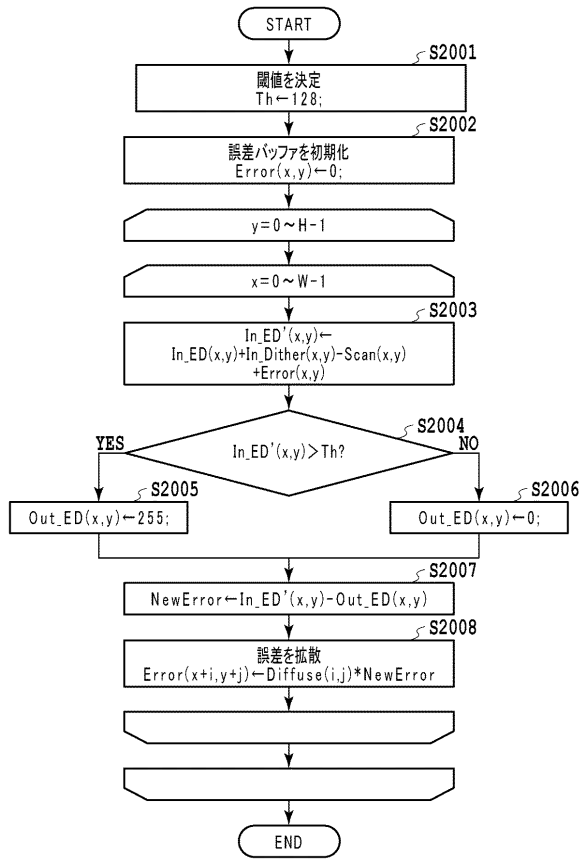 START
S2001
閾値を決定
Th←128;
S2002
誤差バッファを初期化
Error(x,y)←0;
y=0～H-1
x=0～W-1
S2003
In_ED'(x,y)←
In_ED(x,y)+In_Dither(x,y)-Scan(x,y)
+Error(x,y)
S2004
YES
In_ED'(x,y)>Th?
NO
S2005
Out_ED(x,y)←255;
S2006
Out_ED(x,y)←0;
S2007
NewError←In_ED'(x,y)-Out_ED(x,y)
S2008
誤差を拡散
Error(x+i,y+j)←Diffuse(i,j)*NewError
END